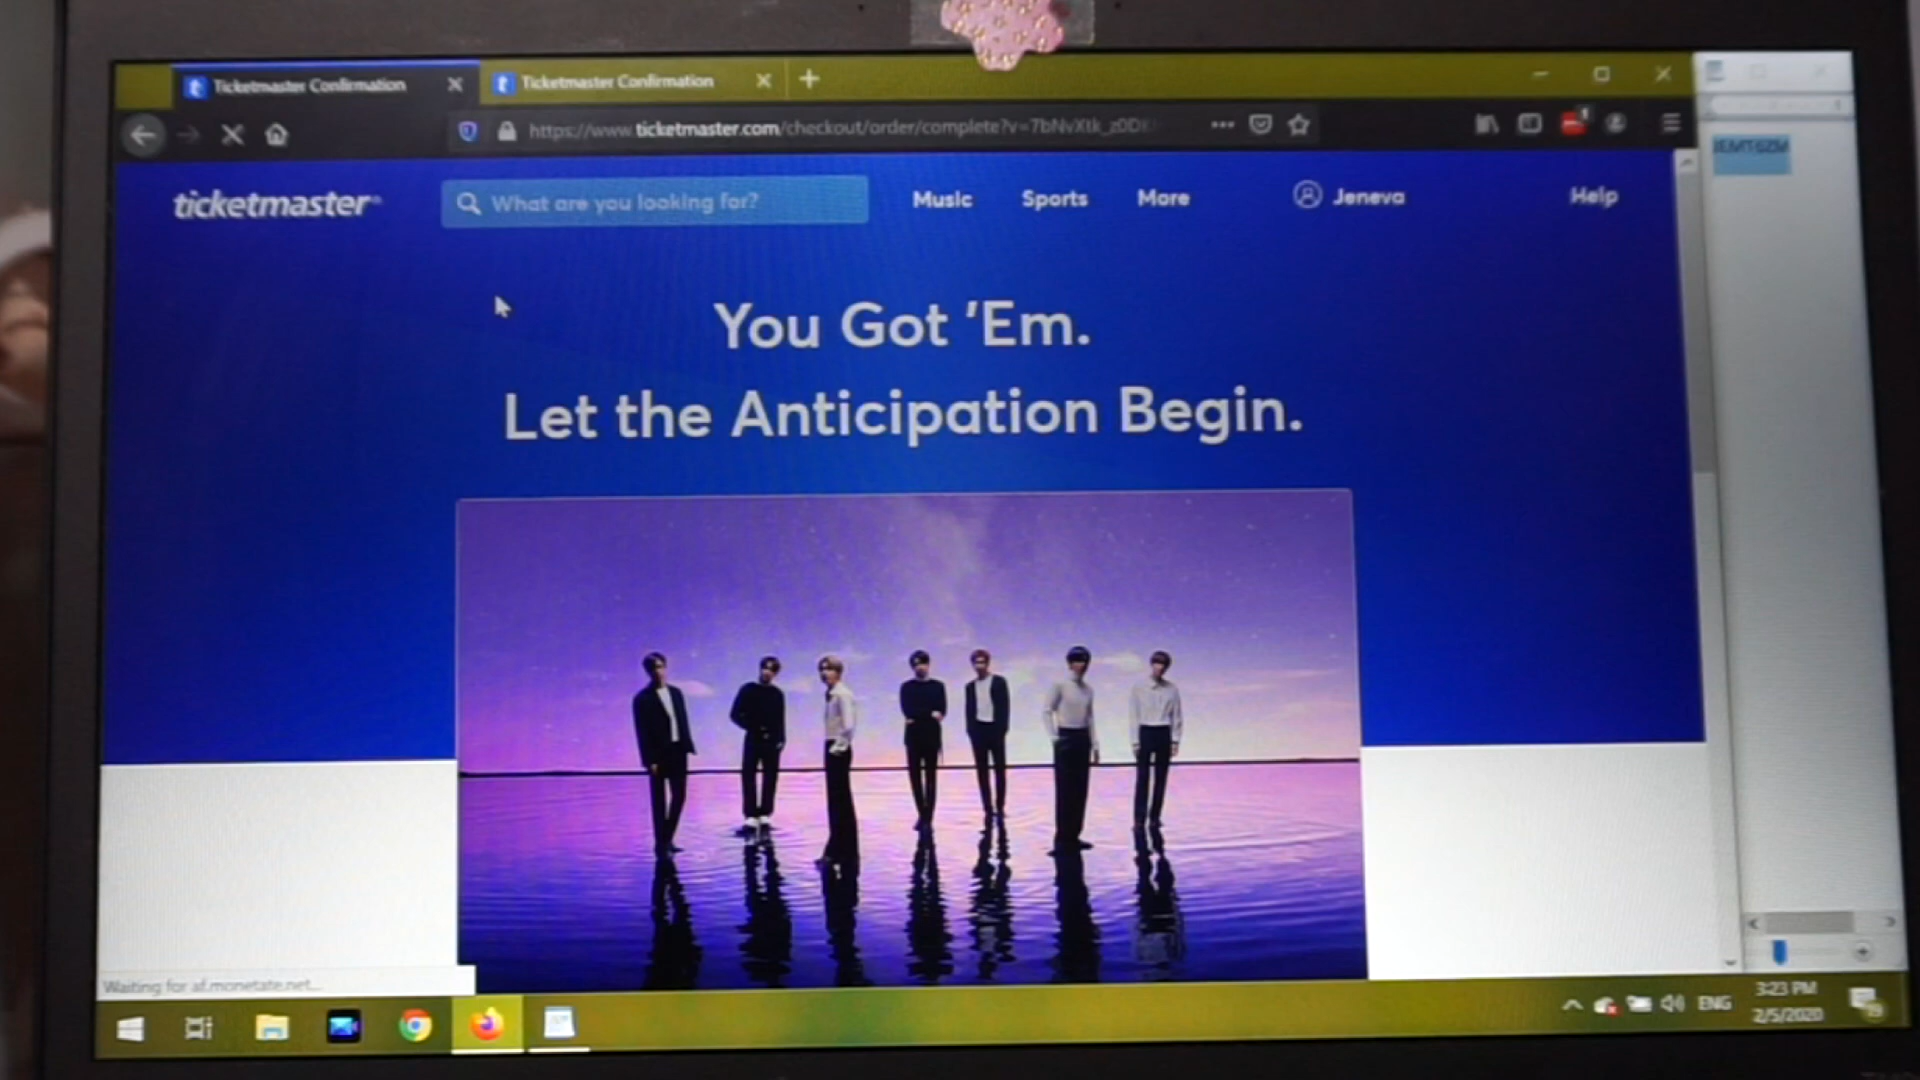 Ticketmaster Confirmation
Ticketmaster Confirmation
https://www.ticketmaster.com/checkout/order/complete?v=7bNvXtk_z0D
ticketmaster
What are you looking for?
Music
Sports
More
Jeneva
Help
You Got 'Em.
Let the Anticipation Begin.
Waiting for af.monetate.net...
ENG
3:23 PM
2/5/2020